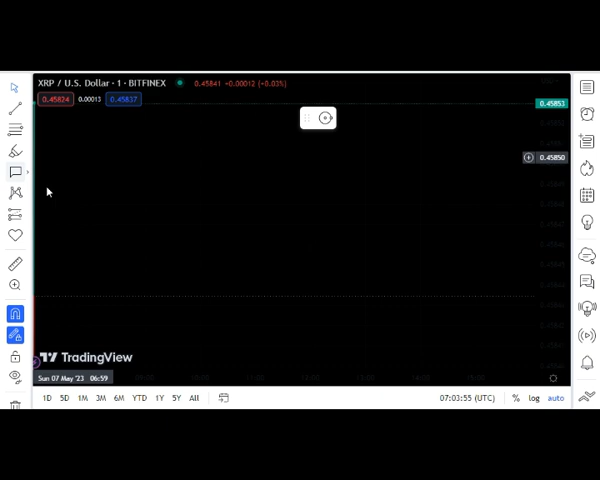 XRP / U.S. Dollar · 1 · BITFINEX 0.45841 −0.00012 (+0.03%)
0.45824 0.00013 0.45837
0.45853
0.45850
TradingView
Sun 07 May '23 06:59
1D 5D 1M 3M 6M YTD 1Y 5Y All 07:03:55 (UTC) % log auto